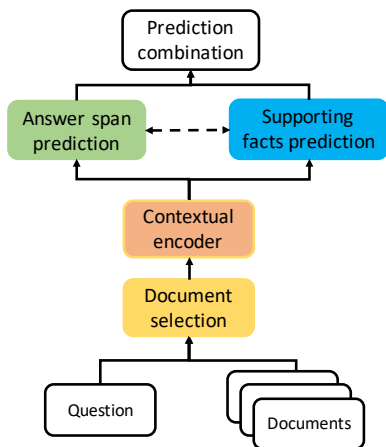 Prediction
combination
Answer span
prediction
Supporting
facts prediction
Contextual
encoder
Document
selection
Question
Documents